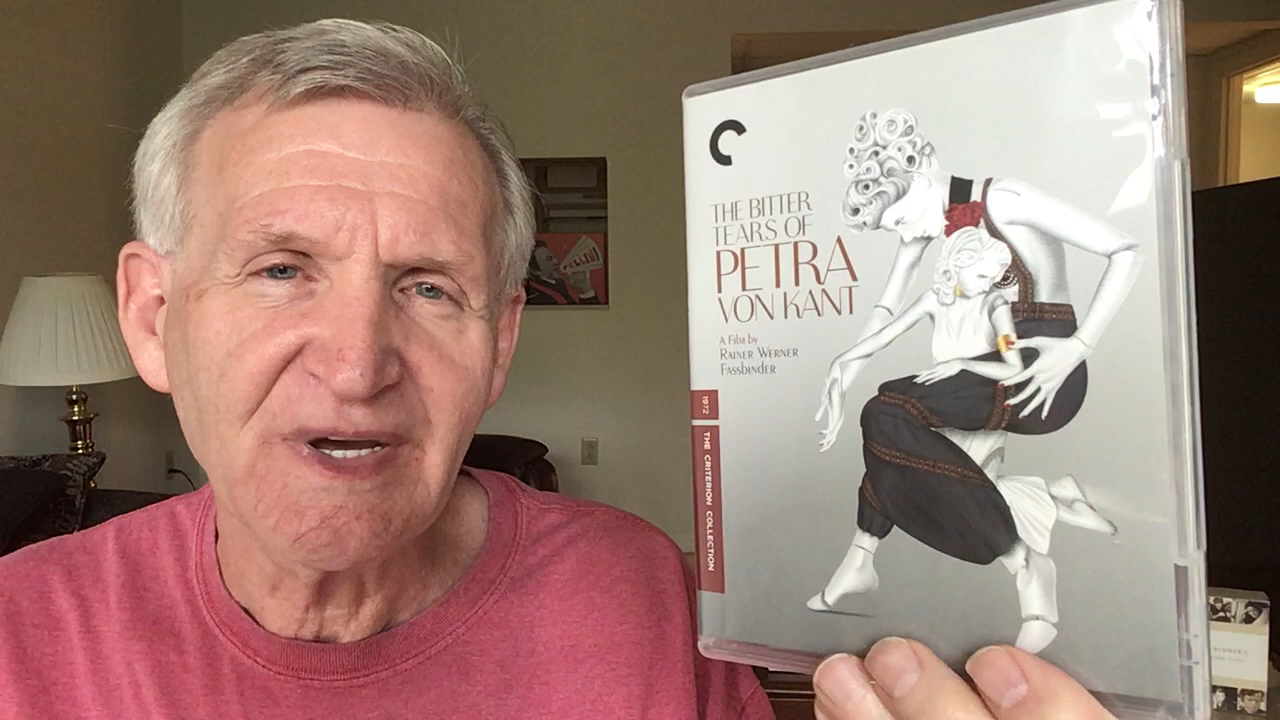 THE BITTER
TEARS OF
PETRA
VON KANT
A Film by
Rainer Werner
Fassbinder
1972
THE CRITERION COLLECTION